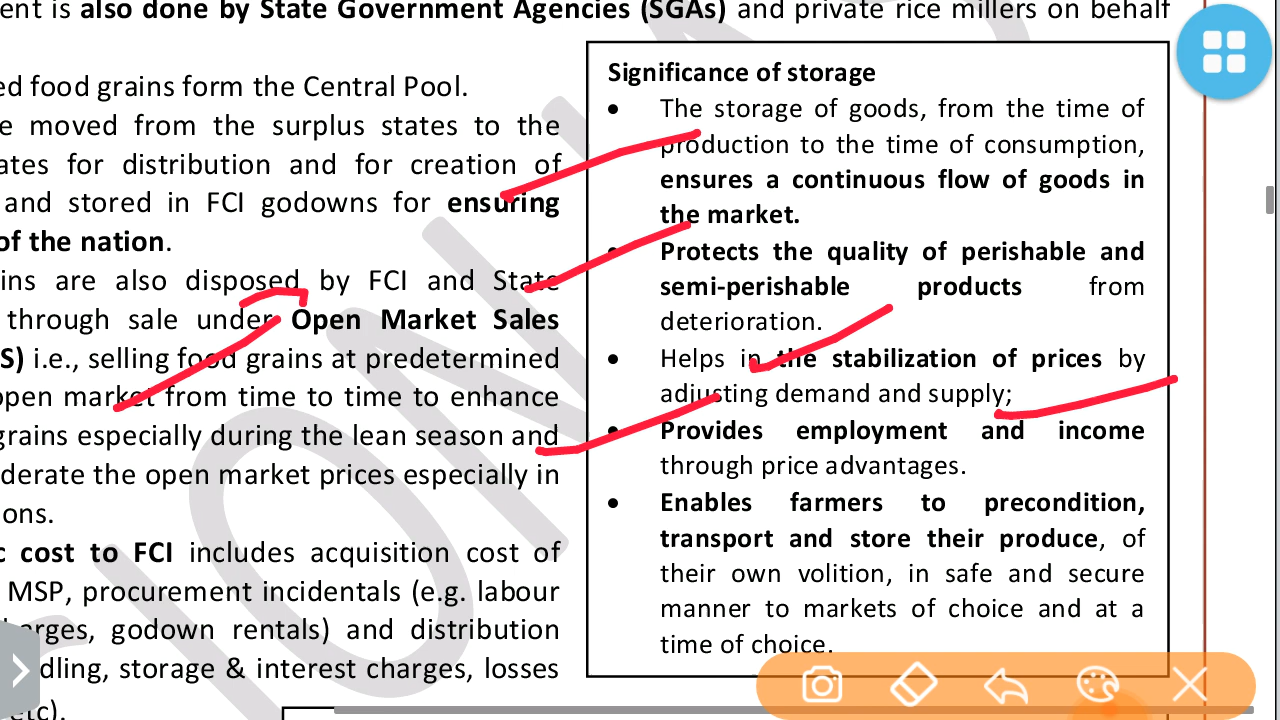 ent is also done by State Government Agencies (SGAs) and private rice millers on behalf
ed food grains form the Central Pool.
e moved from the surplus states to the
ates for distribution and for creation of
and stored in FCI godowns for ensuring
of the nation.
ins are also disposed by FCI and State
through sale under Open Market Sales
S) i.e., selling food grains at predetermined
open market from time to time to enhance
grains especially during the lean season and
derate the open market prices especially in
ons.
c cost to FCI includes acquisition cost of
MSP, procurement incidentals (e.g. labour
harges, godown rentals) and distribution
dling, storage & interest charges, losses
etc).
Significance of storage
• The storage of goods, from the time of
production to the time of consumption,
ensures a continuous flow of goods in
the market.
• Protects the quality of perishable and
semi-perishable products from
deterioration.
• Helps in the stabilization of prices by
adjusting demand and supply;
• Provides employment and income
through price advantages.
• Enables farmers to precondition,
transport and store their produce, of
their own volition, in safe and secure
manner to markets of choice and at a
time of choice.